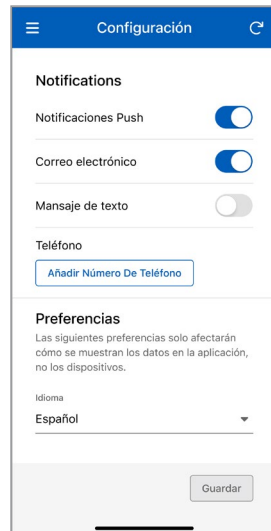 Configuración
Notifications
Notificaciones Push
Correo electrónico
Mansaje de texto
Teléfono
Añadir Número De Teléfono
Preferencias
Las siguientes preferencias solo afectarán
cómo se muestran los datos en la aplicación,
no los dispositivos.
Idioma
Español
Guardar